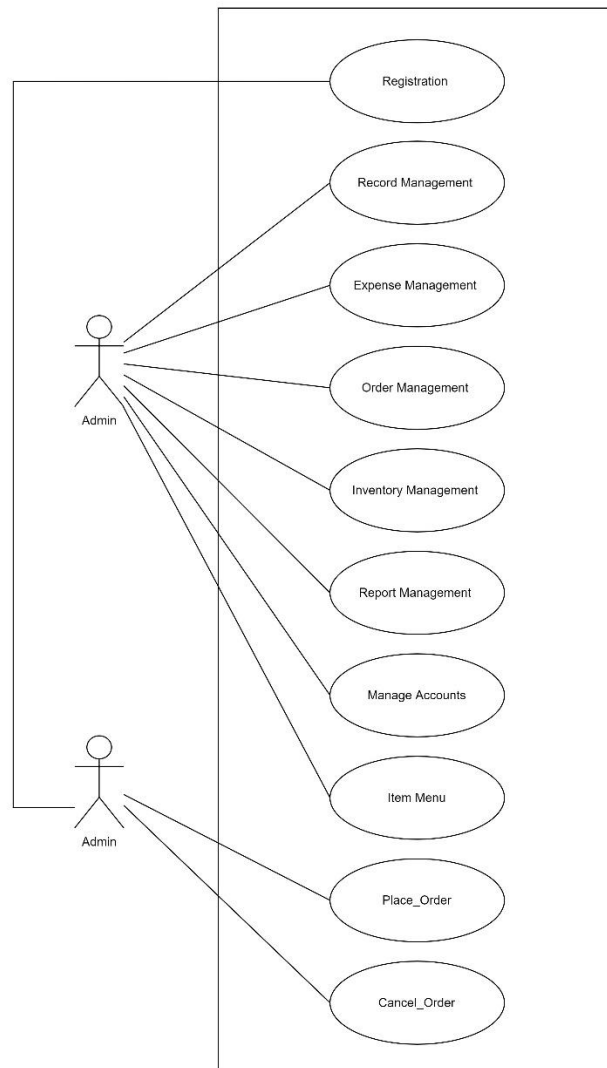 Registration
Record Management
Expense Management
Order Management
Admin
Inventory Management
Report Management
Manage Accounts
Item Menu
Admin
Place_Order
Cancel_Order